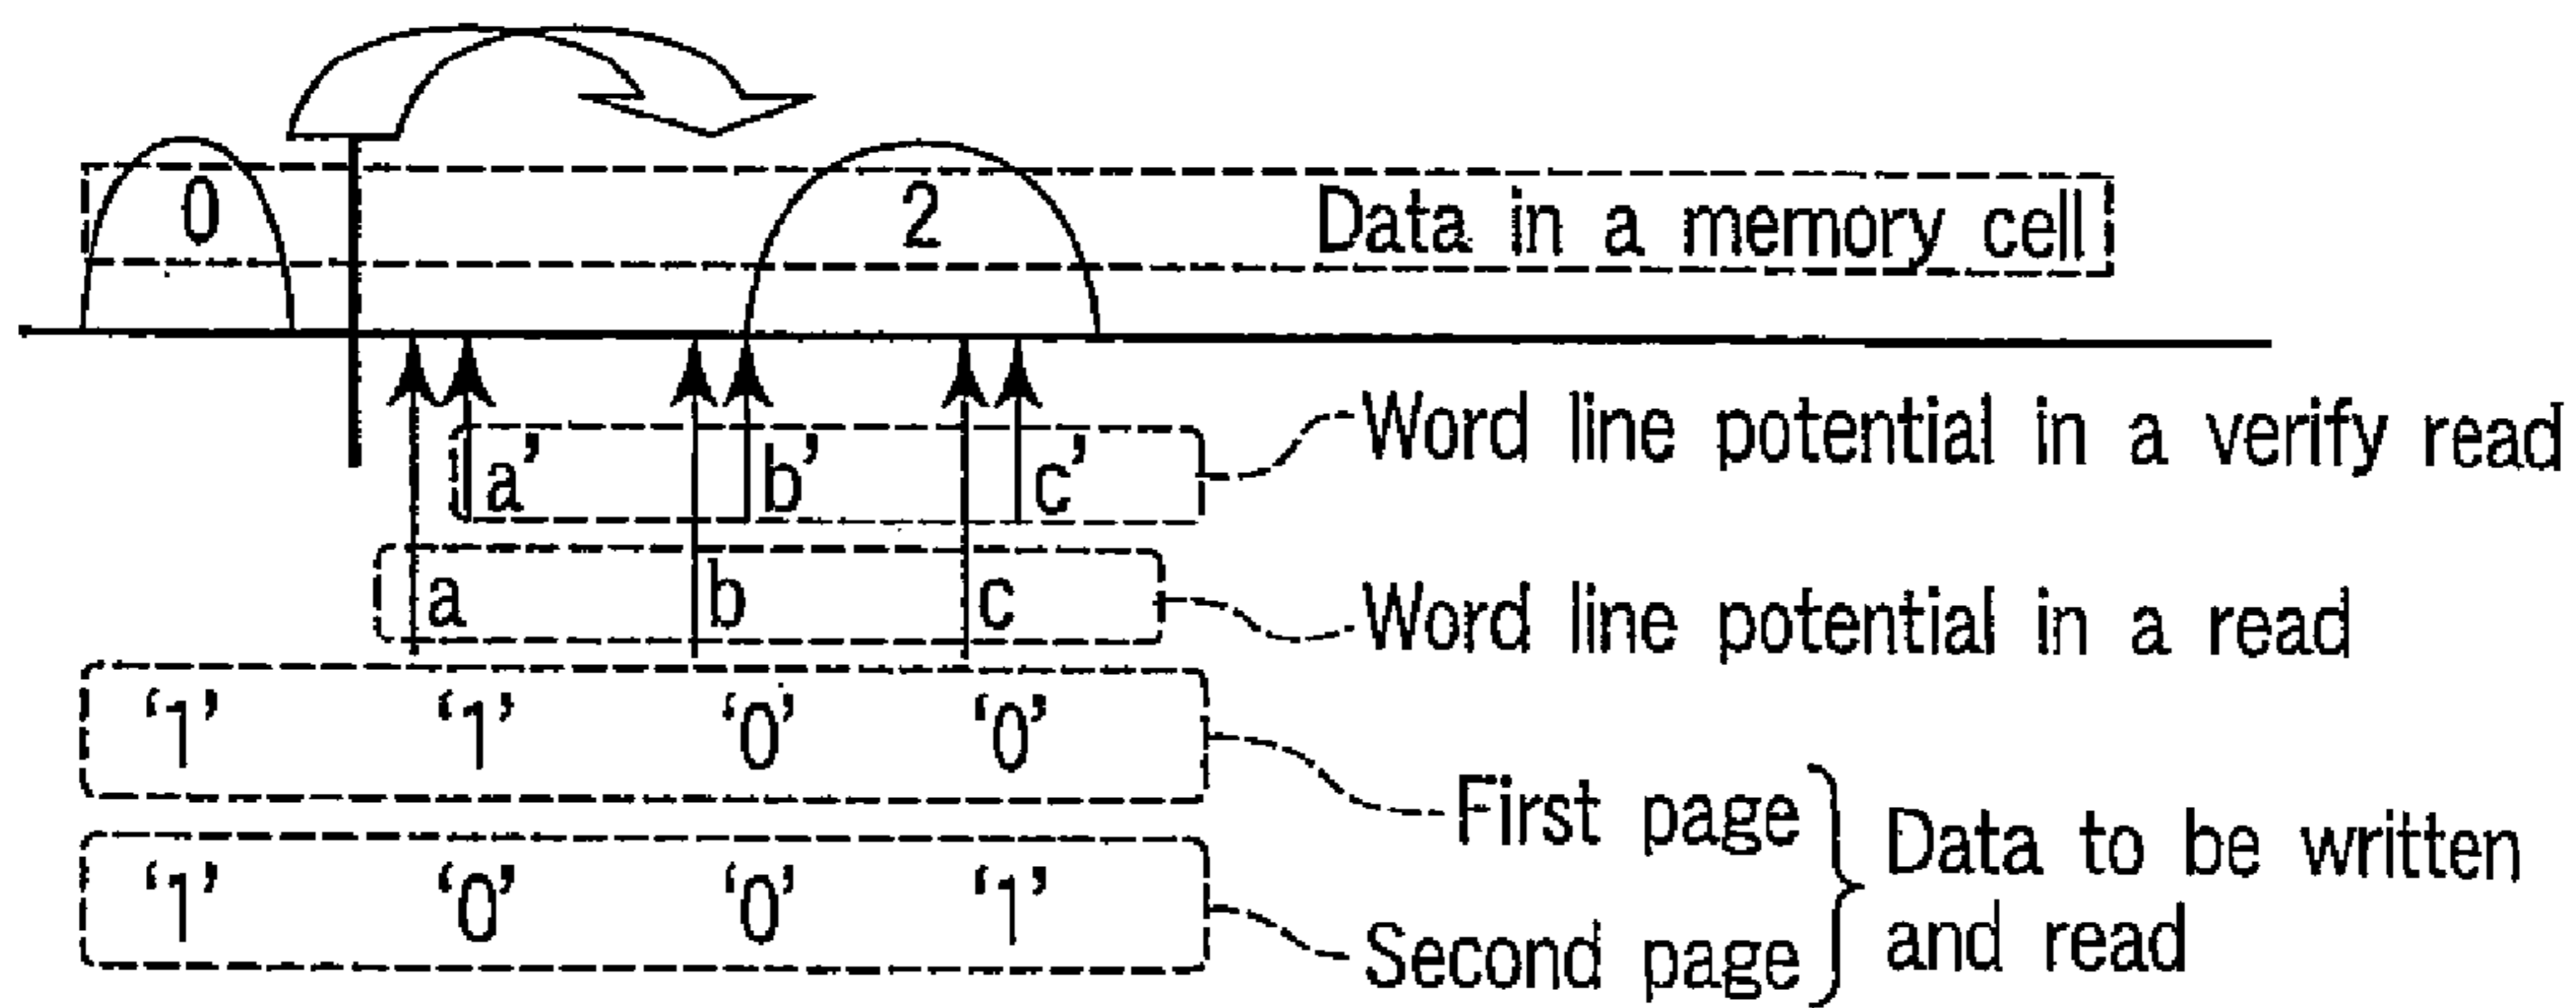 0 2 Data in a memory cell
a' b' c' Word line potential in a verify read
a b c Word line potential in a read
‘1’ ‘1’ ‘0’ ‘0’
First page
‘1’ ‘0’ ‘0’ ‘1’
Second page
Data to be written
and read